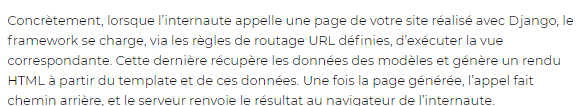 Concrètement, lorsque l'internaute appelle une page de votre site réalisé avec Django, le
framework se charge, via les règles de routage URL définies, d'exécuter la vue
correspondante. Cette dernière récupère les données des modèles et génère un rendu
HTML à partir du template et de ces données. Une fois la page générée, l'appel fait
chemin arrière, et le serveur renvoie le résultat au navigateur de l'internaute.